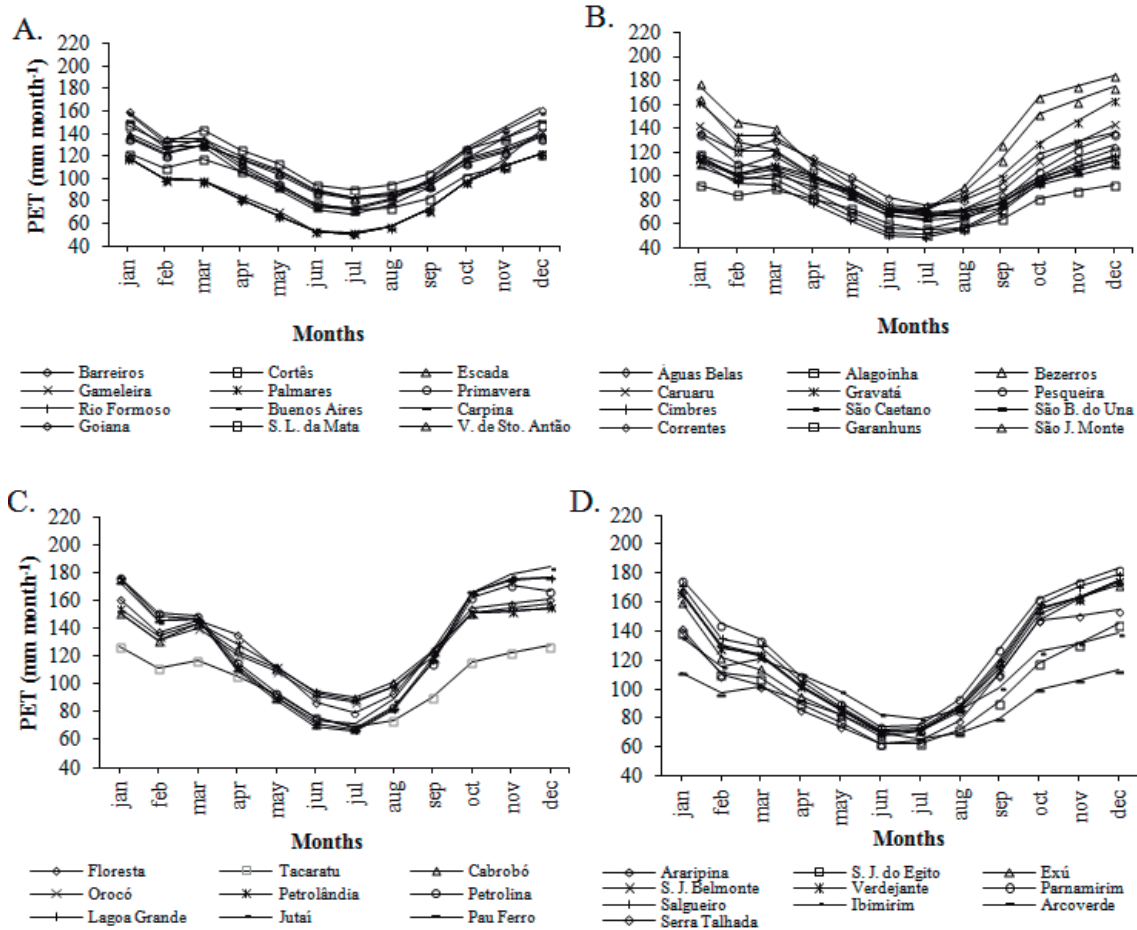 A.
B.
220
200
180
160
140
120
100
80
60
40
PET (mm month-1)
jan feb mar apr may jun jul aug sep oct nov dec
Months
220
200
180
160
140
120
100
80
60
40
jan feb mar apr may jun jul aug sep oct nov dec
Months
Barreiros Cortês Escada
Gameleira Palmares Primavera
Rio Formoso Buenos Aires Carpina
Goiana S. L. da Mata V. de Sto. Antão
Águas Belas Alagoinha Bezerros
Caruaru Gravatá Pesqueira
Cimbres São Caetano São B. do Una
Correntes Garanhuns São J. Monte
C.
D.
220
200
180
160
140
120
100
80
60
40
PET (mm month-1)
jan feb mar apr may jun jul aug sep oct nov dec
Months
220
200
180
160
140
120
100
80
60
40
jan feb mar apr may jun jul aug sep oct nov dec
Months
Floresta Tacaratu Cabrobó
Orocó Petrolândia Petrolina
Lagoa Grande Jutaí Pau Ferro
Araripina S. J. do Egito Exú
S. J. Belmonte Verdejante Parnamirim
Salgueiro Ibimirim Arcoverde
Serra Talhada